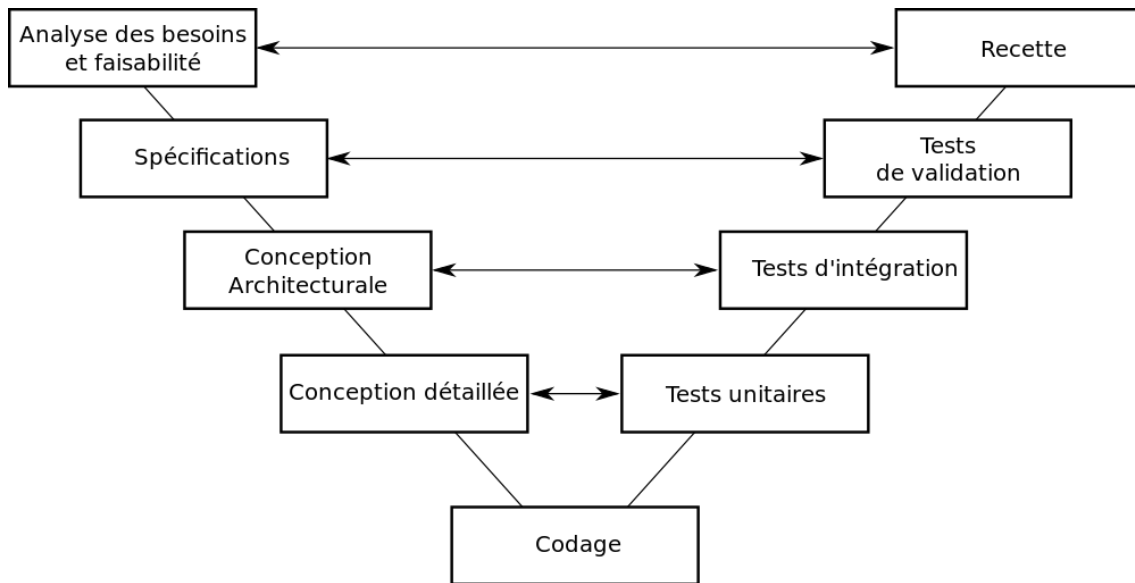 Analyse des besoins
et faisabilité
Recette
Spécifications
Tests
de validation
Conception
Architecturale
Tests d'intégration
Conception détaillée
Tests unitaires
Codage